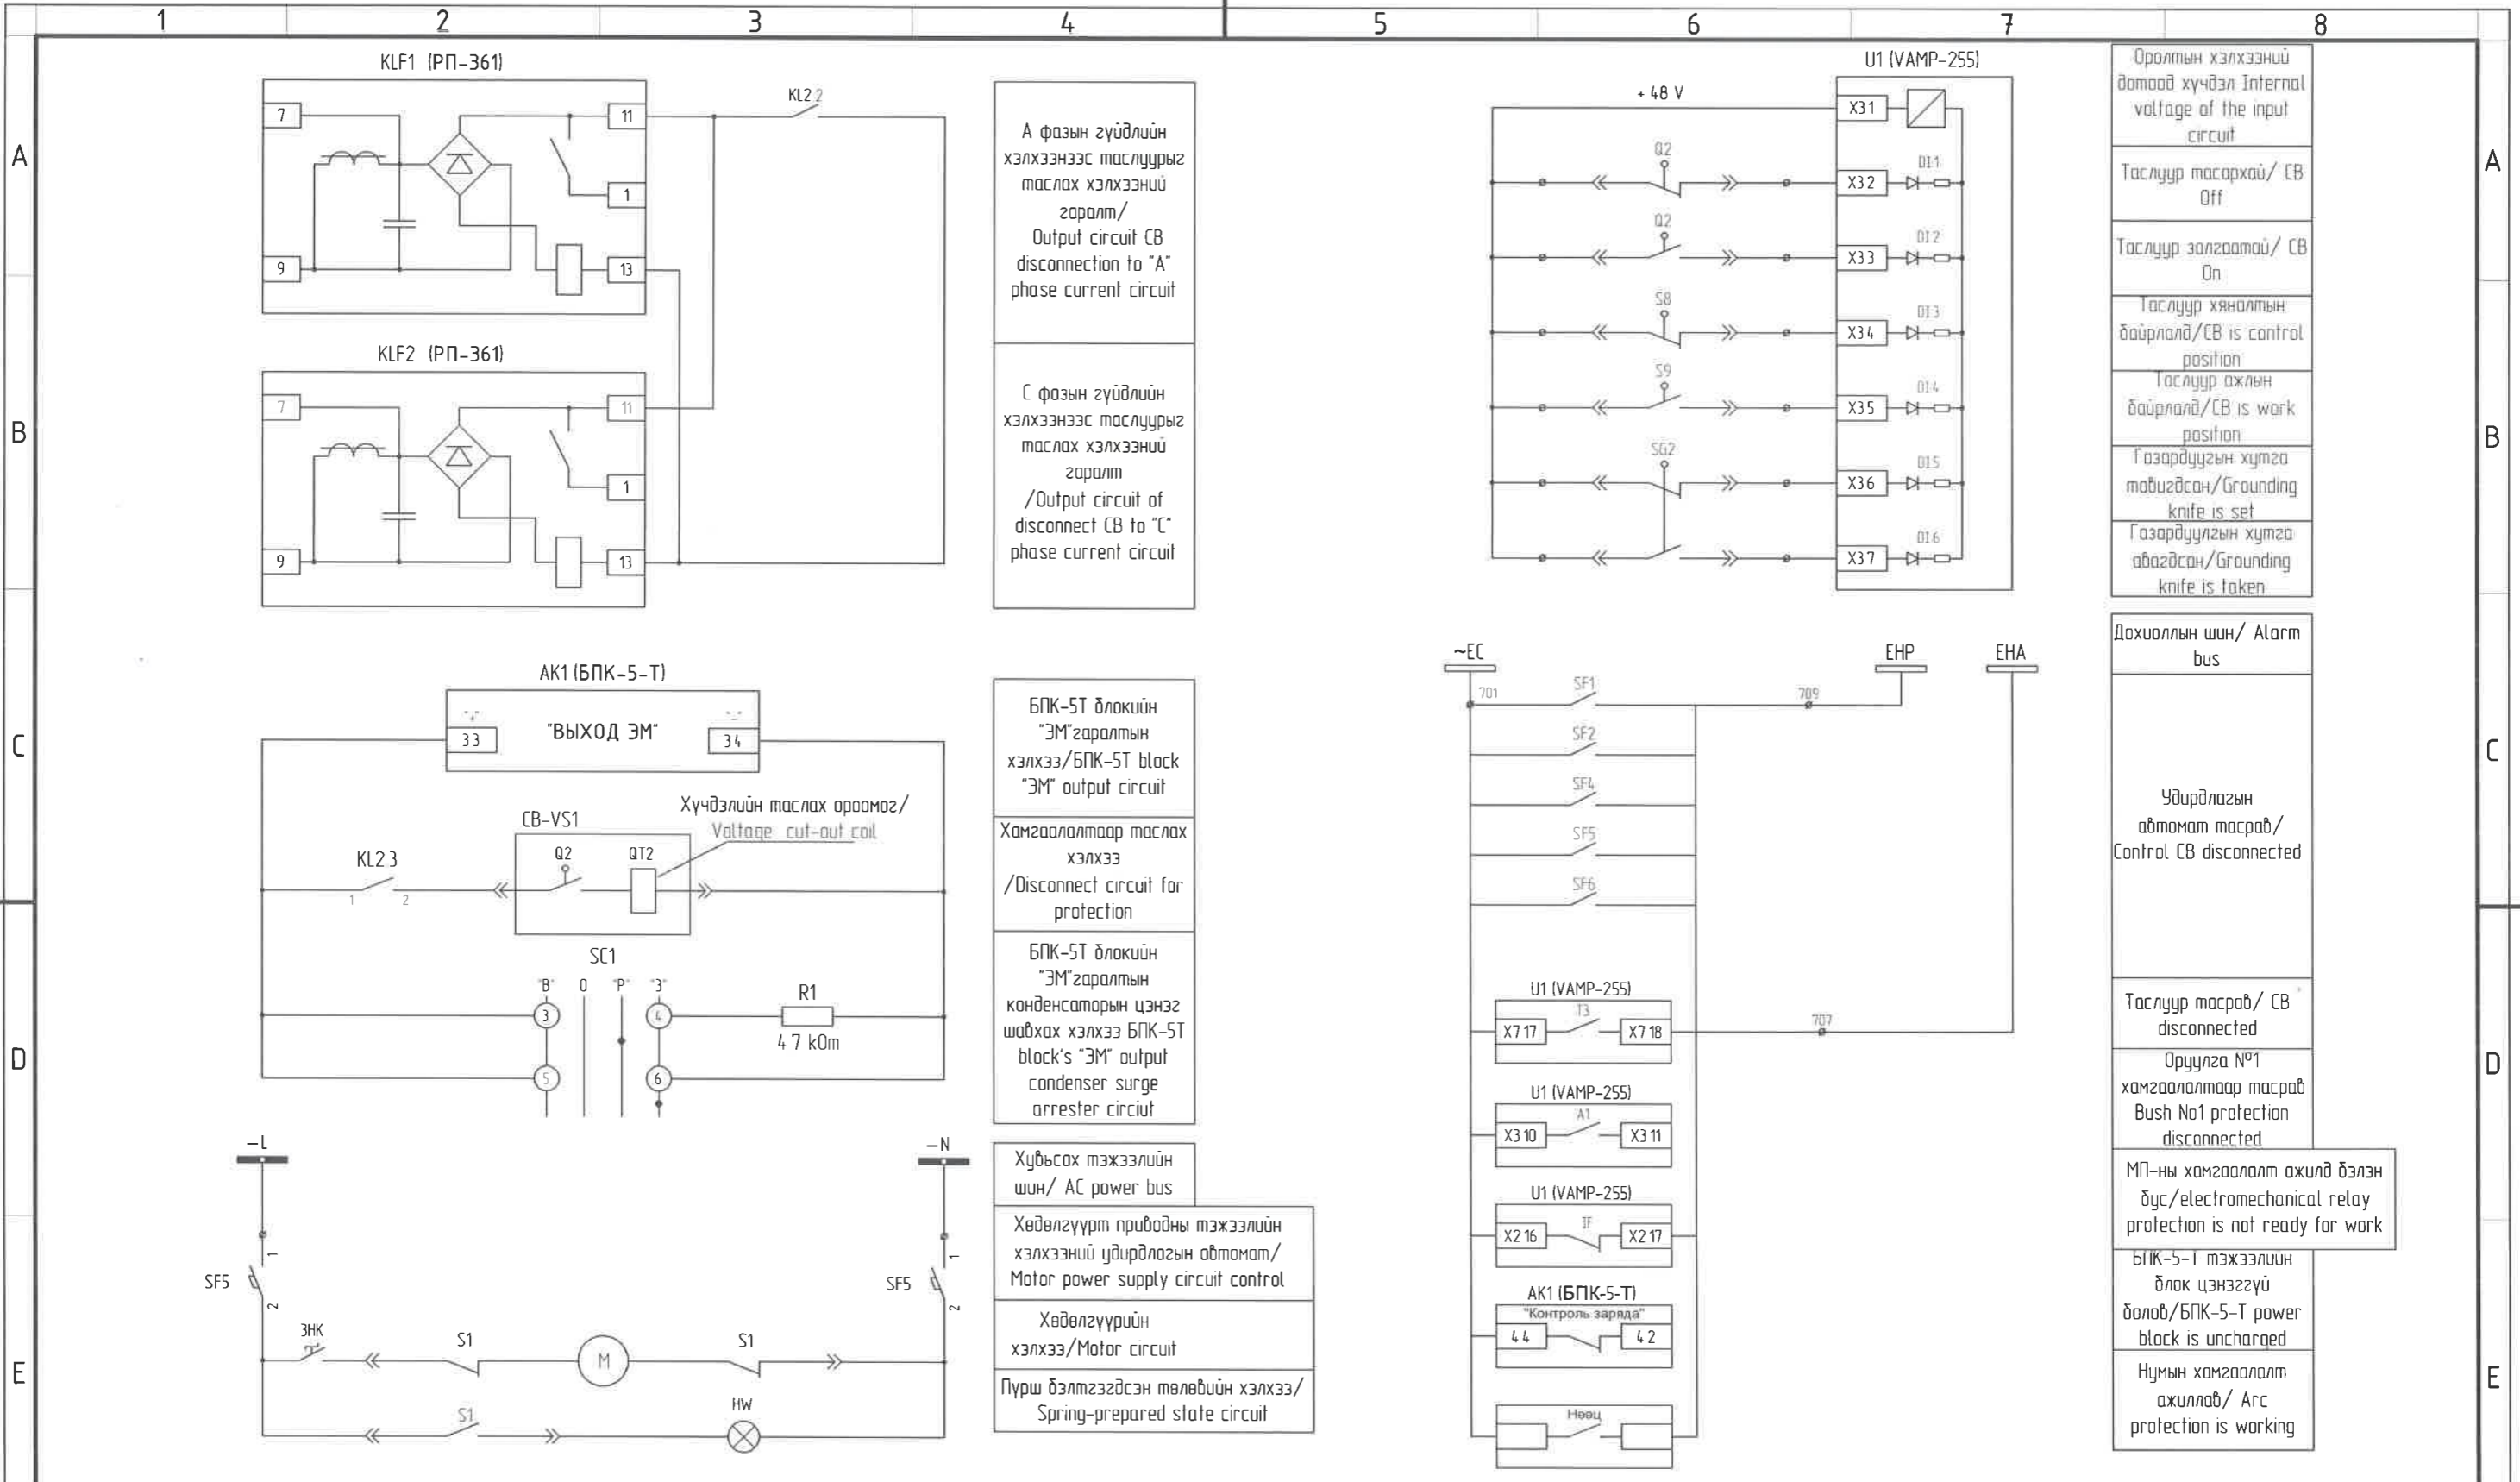 1
2
3
4
5
6
7
8
A
B
C
D
E
KLF1 (РП-361)
7
9
11
1
13
KL2 2
KLF2 (РП-361)
7
9
11
1
13
А фазын гүйдлийн
хэлхээнээс таслуурыг
таслах хэлхээний
гаралт/
Output circuit CB
disconnection to "A"
phase current circuit
С фазын гүйдлийн
хэлхээнээс таслуурыг
таслах хэлхээний
гаралт
/Output circuit of
disconnect CB to "C"
phase current circuit
AK1 (БПК-5-Т)
"+"
"-"
33
"ВЫХОД ЭМ"
34
CB-VS1
Хүчдэлийн таслах ороомог/
Voltage cut-out coil
KL2 3
1
2
Q2
QT2
SC1
"В"
0
"Р"
"З"
3
4
5
6
R1
4 7 kOm
БПК-5Т блокийн
"ЭМ"гаралтын
хэлхээ/БПК-5Т block
"ЭМ" output circuit
Хамгаалалтаар таслах
хэлхээ
/Disconnect circuit for
protection
БПК-5Т блокийн
"ЭМ"гаралтын
конденсаторын цэнэг
шавхах хэлхээ БПК-5Т
block's "ЭМ" output
condenser surge
arrester circiut
~L
~N
SF5
1
2
SF5
1
2
ЗНК
S1
M
S1
S1
HW
Хувьсах тэжээлийн
шин/ AC power bus
Хөдөлгүүрт приводны тэжээлийн
хэлхээний удирдлагын автомат/
Motor power supply circuit control
Хөдөлгүүрийн
хэлхээ/Motor circuit
Пүрш бэлтгэгдсэн төлөвийн хэлхээ/
Spring-prepared state circuit
U1 (VAMP-255)
+ 48 V
X31
Q2
X32
DI1
Q2
X33
DI2
S8
X34
DI3
S9
X35
DI4
SG2
X36
DI5
X37
DI6
Оролтын хэлхээний
дотоод хүчдэл Internal
voltage of the input
circuit
Таслуур тасархай/ CB
Off
Таслуур залгаатай/ CB
On
Таслуур хяналтын
байрлалд/CB is control
position
Таслуур ажлын
байрлалд/CB is work
position
Газардуугын хутга
тавигдсан/Grounding
knife is set
Газардуулгын хутга
авагдсан/Grounding
knife is taken
~EC
EHP
EHA
701
SF1
709
SF2
SF4
SF5
SF6
U1 (VAMP-255)
X7 17
T3
X7 18
707
U1 (VAMP-255)
X3 10
A1
X3 11
U1 (VAMP-255)
X2 16
IF
X2 17
AK1 (БПК-5-Т)
"Контроль заряда"
4 4
4 2
Нөөц
Дохиоллын шин/ Alarm
bus
Удирдлагын
автомат тасрав/
Control CB disconnected
Таслуур тасрав/ CB
disconnected
Оруулга №1
хамгаалалтаар тасрав
Bush No1 protection
disconnected
МП-ны хамгаалалт ажилд бэлэн
бус/electromechanical relay
protection is not ready for work
БПК-5-Т тэжээлийн
блок цэнэггүй
болов/БПК-5-Т power
block is uncharged
Нумын хамгаалалт
ажиллав/ Arc
protection is working
A
B
C
D
E